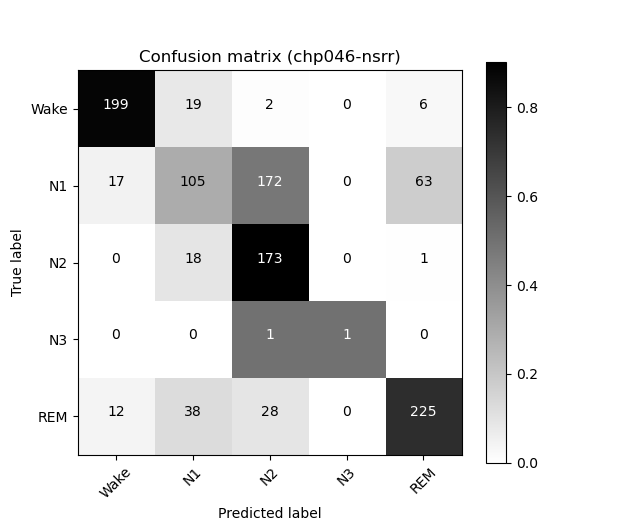 Confusion matrix (chp046-nsrr)
Wake 199 19 2 0 6
N1 17 105 172 0 63
N2 0 18 173 0 1
N3 0 0 1 1 0
REM 12 38 28 0 225
Wake N1 N2 N3 REM
Predicted label
True label
0.8
0.6
0.4
0.2
0.0